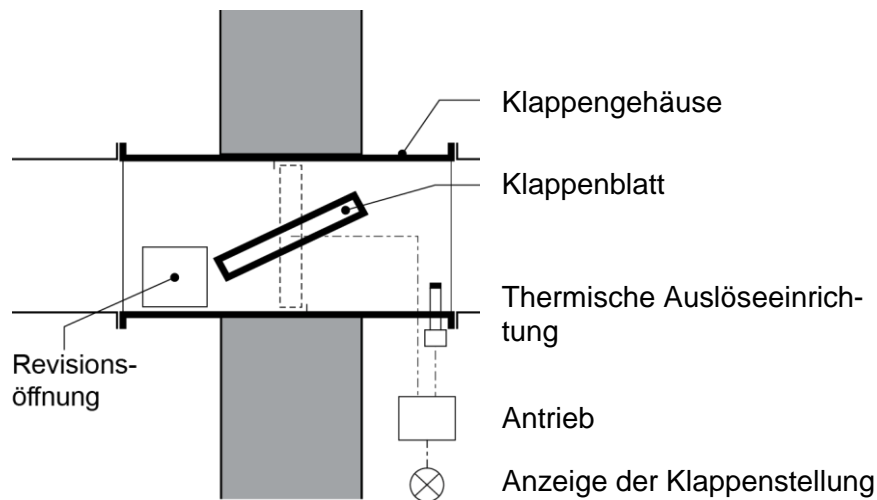 Klappengehäuse
Klappenblatt
Thermische Auslöseeinrich-
tung
Revisions-
öffnung
Antrieb
Anzeige der Klappenstellung